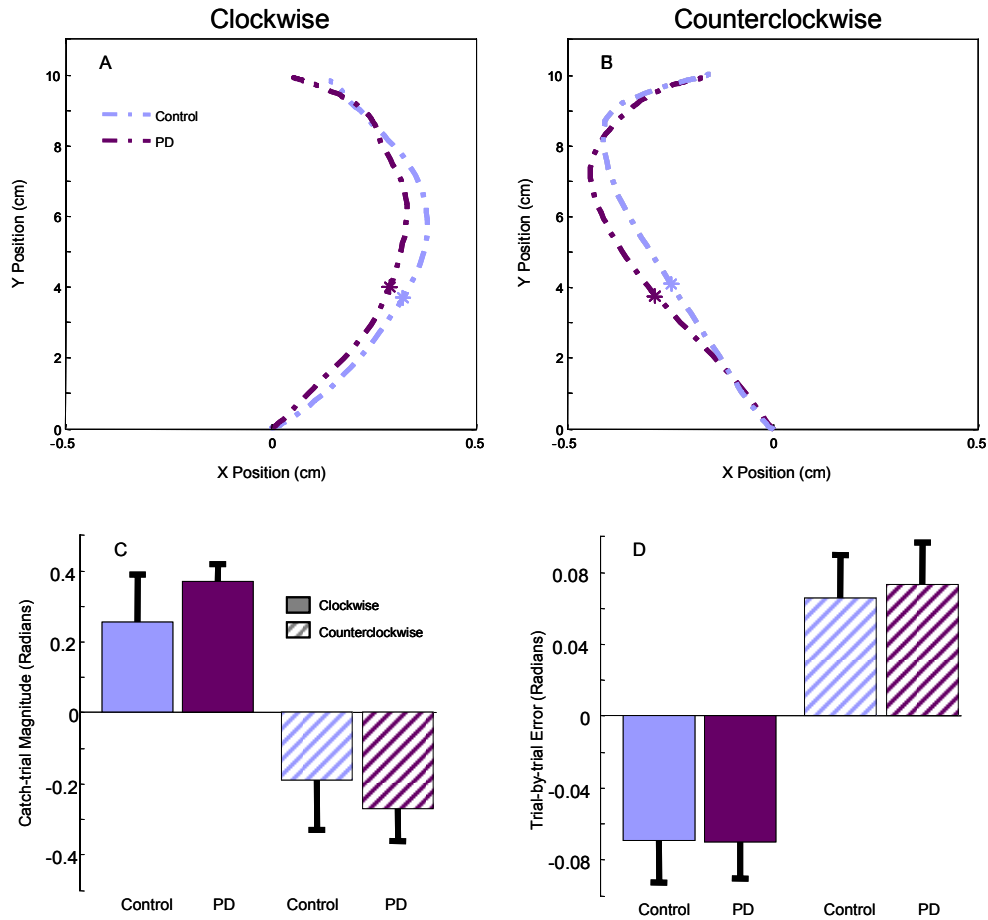 Clockwise
Counterclockwise
A
B
Control
PD
Y Position (cm)
10
8
6
4
2
0
-0.5
0
0.5
X Position (cm)
Y Position (cm)
10
8
6
4
2
0
-0.5
0
0.5
X Position (cm)
C
Clockwise
Counterclockwise
Catch-trial Magnitude (Radians)
0.4
0.2
0
-0.2
-0.4
Control
PD
Control
PD
D
Trial-by-trial Error (Radians)
0.08
0.04
0
-0.04
-0.08
Control
PD
Control
PD